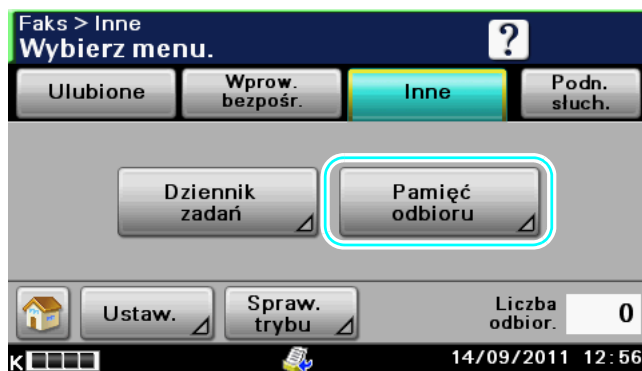 Faks > Inne
Wybierz menu.
?
Ulubione
Wprow.
bezpośr.
Inne
Podn.
słuch.
Dziennik
zadań
Pamięć
odbioru
Ustaw.
Spraw.
trybu
Liczba
odbior.
0
K
14/09/2011 12:56